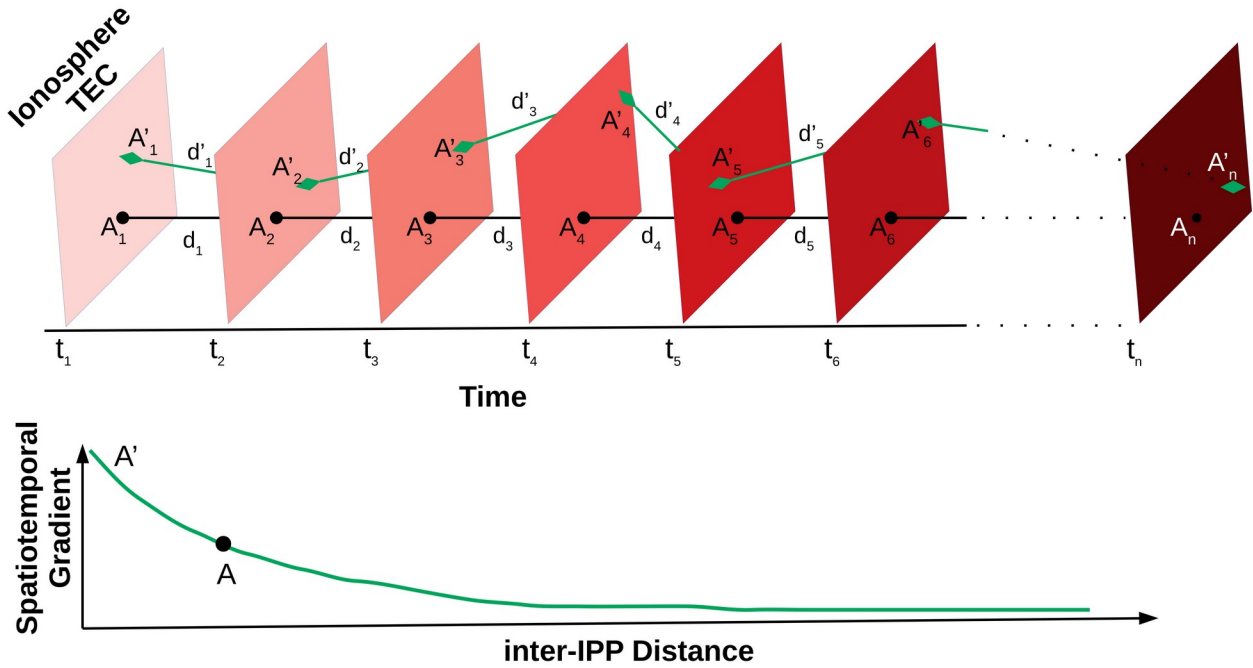 Ionosphere
TEC
A’1 d’1 A’2 d’2 A’3 d’3 A’4 d’4 A’5 d’5 A’6 A’n
A1 d1 A2 d2 A3 d3 A4 d4 A5 d5 A6 An
t1 t2 t3 t4 t5 t6 tn
Time
Spatiotemporal
Gradient
A’
A
inter-IPP Distance